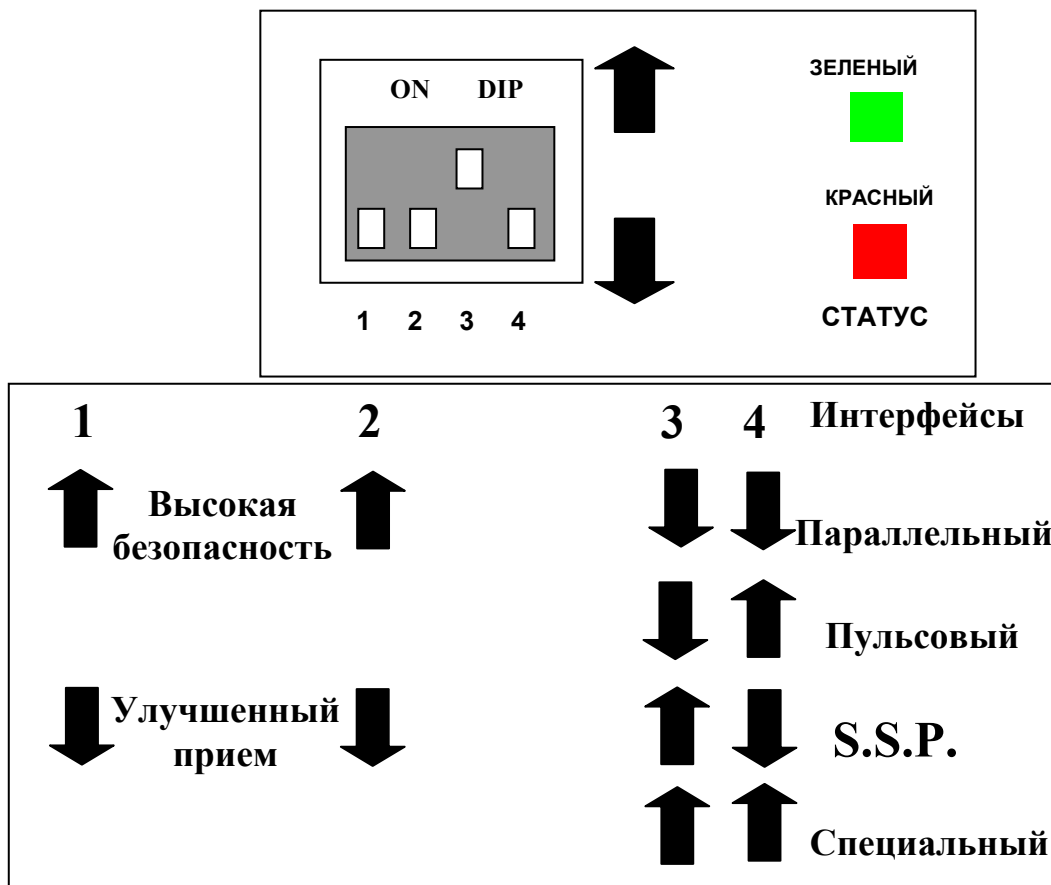 ON DIP
1 2 3 4
ЗЕЛЕНЫЙ
КРАСНЫЙ
СТАТУС
1 2 3 4 Интерфейсы
Высокая
безопасность
Параллельный
Пульсовый
Улучшенный
прием
S.S.P.
Специальный